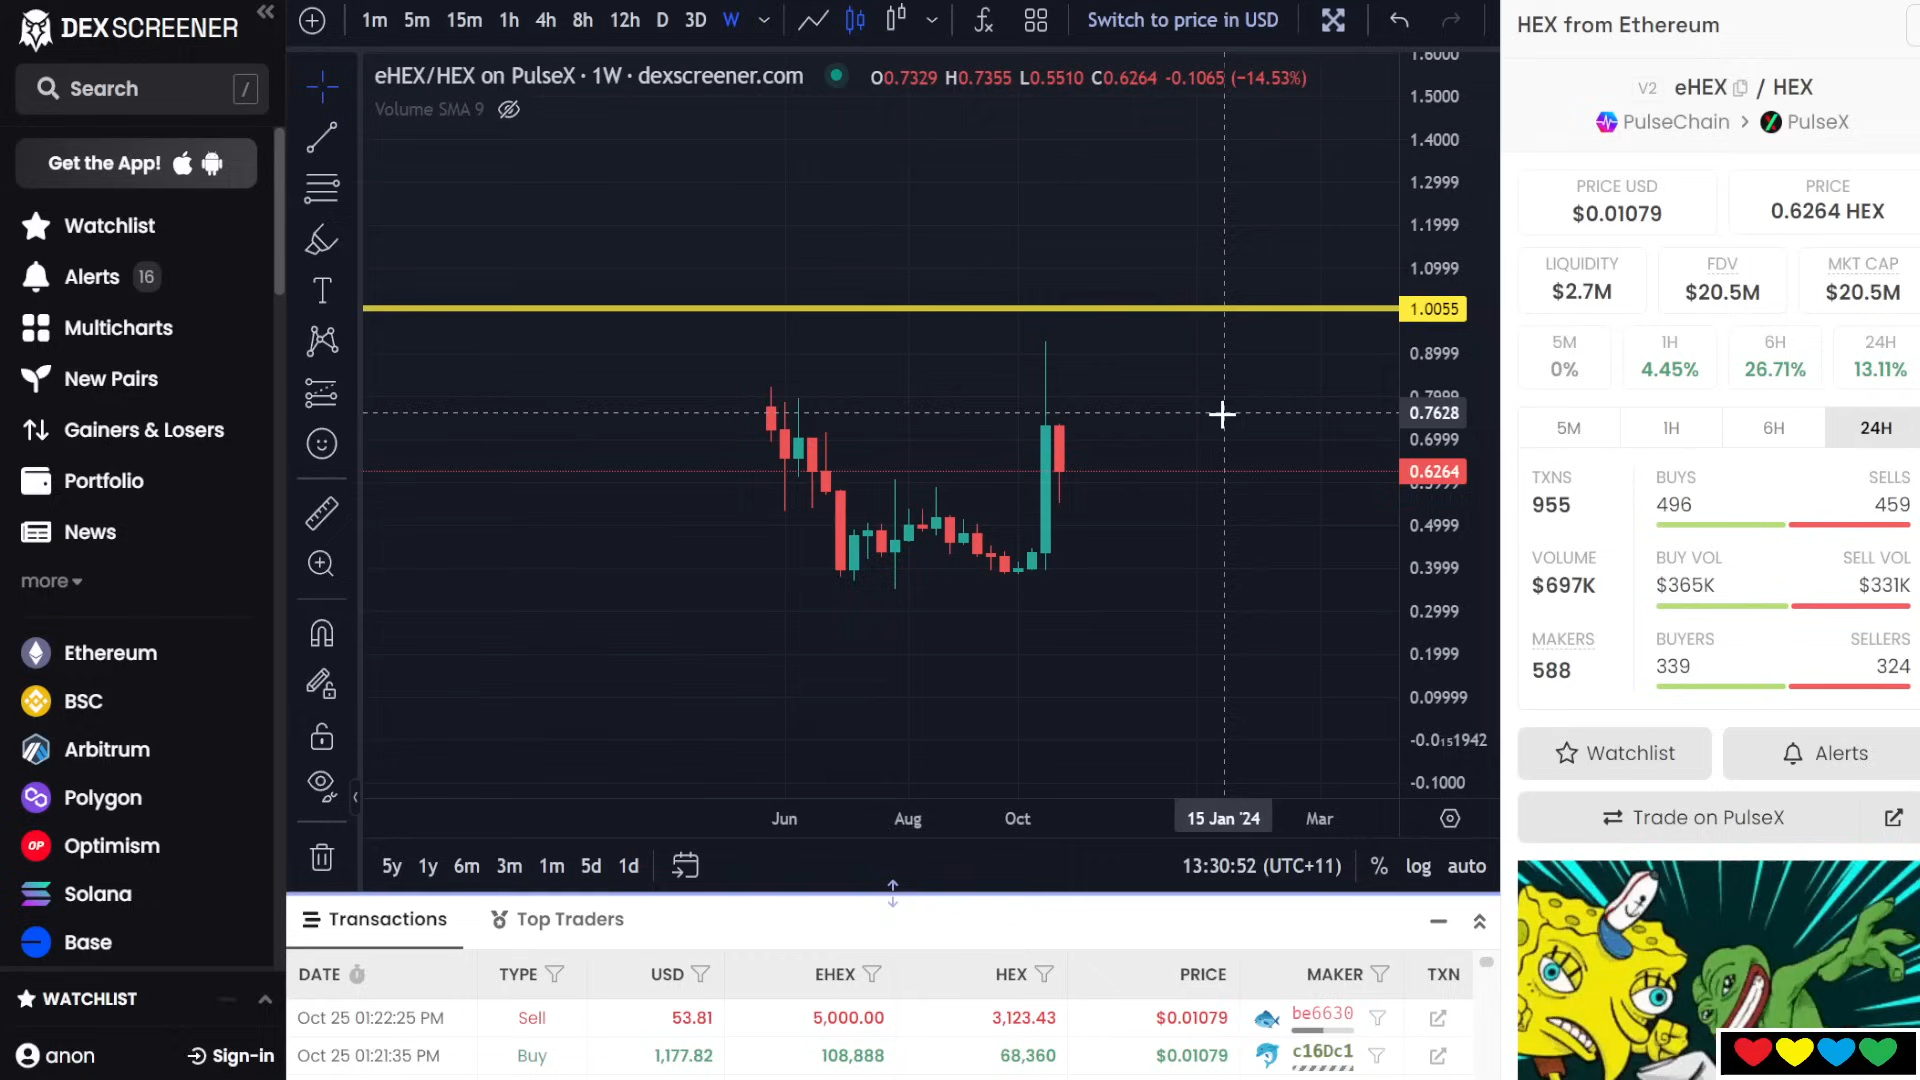 DEX SCREENER
Search /
Get the App!
Watchlist
Alerts 16
Multicharts
New Pairs
Gainers & Losers
Portfolio
News
more
Ethereum
BSC
Arbitrum
Polygon
OP Optimism
Solana
Base
WATCHLIST
anon Sign-in
1m 5m 15m 1h 4h 8h 12h D 3D W Switch to price in USD
eHEX/HEX on PulseX · 1W · dexscreener.com O0.7329 H0.7355 L0.5510 C0.6264 -0.1065 (−14.53%)
Volume SMA 9
1.6000
1.5000
1.4000
1.2999
1.1999
1.0999
1.0055
0.8999
0.7999
0.7628
0.6999
0.6264
0.5999
0.4999
0.3999
0.2999
0.1999
0.09999
-0.0₁₅1942
-0.1000
Jun Aug Oct 15 Jan '24 Mar
5y 1y 6m 3m 1m 5d 1d 13:30:52 (UTC+11) % log auto
Transactions Top Traders
DATE TYPE USD EHEX HEX PRICE MAKER TXN
Oct 25 01:22:25 PM Sell 53.81 5,000.00 3,123.43 $0.01079 be6630
Oct 25 01:21:35 PM Buy 1,177.82 108,888 68,360 $0.01079 c16Dc1
HEX from Ethereum
V2 eHEX / HEX
PulseChain > PulseX
PRICE USD PRICE
$0.01079 0.6264 HEX
LIQUIDITY FDV MKT CAP
$2.7M $20.5M $20.5M
5M 1H 6H 24H
0% 4.45% 26.71% 13.11%
5M 1H 6H 24H
TXNS BUYS SELLS
955 496 459
VOLUME BUY VOL SELL VOL
$697K $365K $331K
MAKERS BUYERS SELLERS
588 339 324
Watchlist Alerts
Trade on PulseX